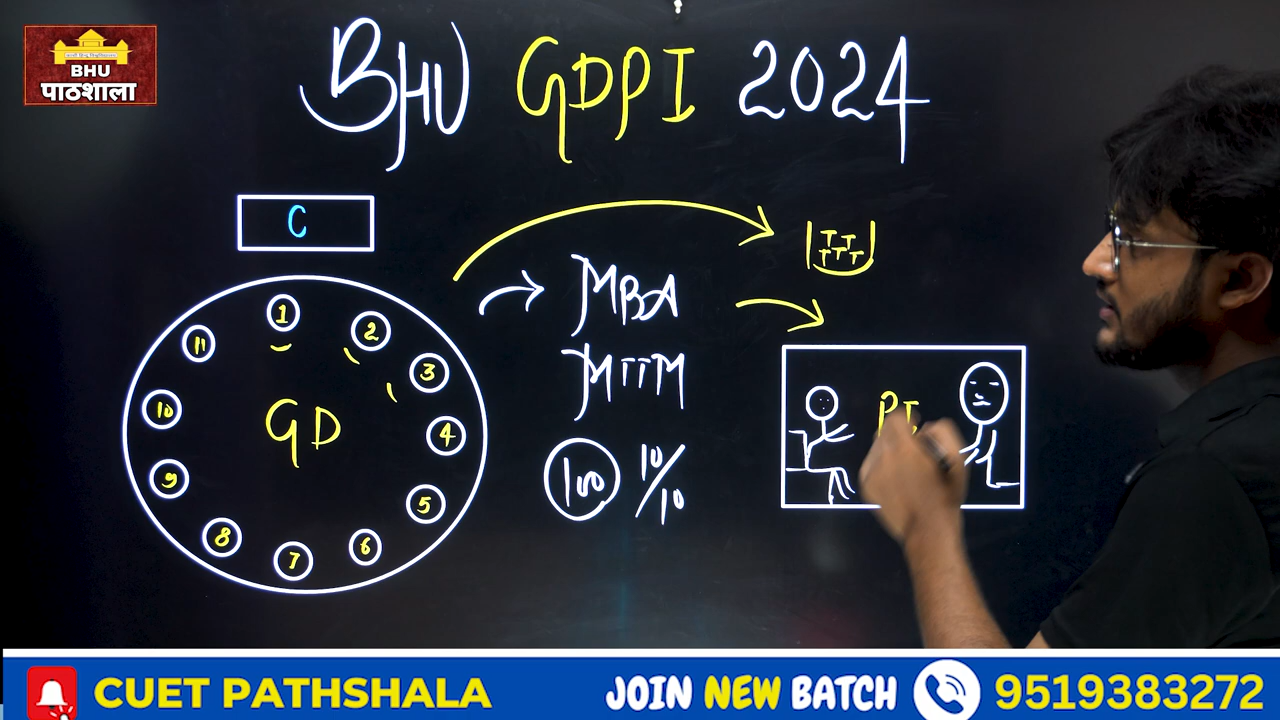 BHU GDPI 2024
BHU
पाठशाला
C
1
2
3
4
5
6
7
8
9
10
11
GD
MBA
MTTM
100 10/10
T T
T T T
PI
CUET PATHSHALA
JOIN NEW BATCH
9519383272